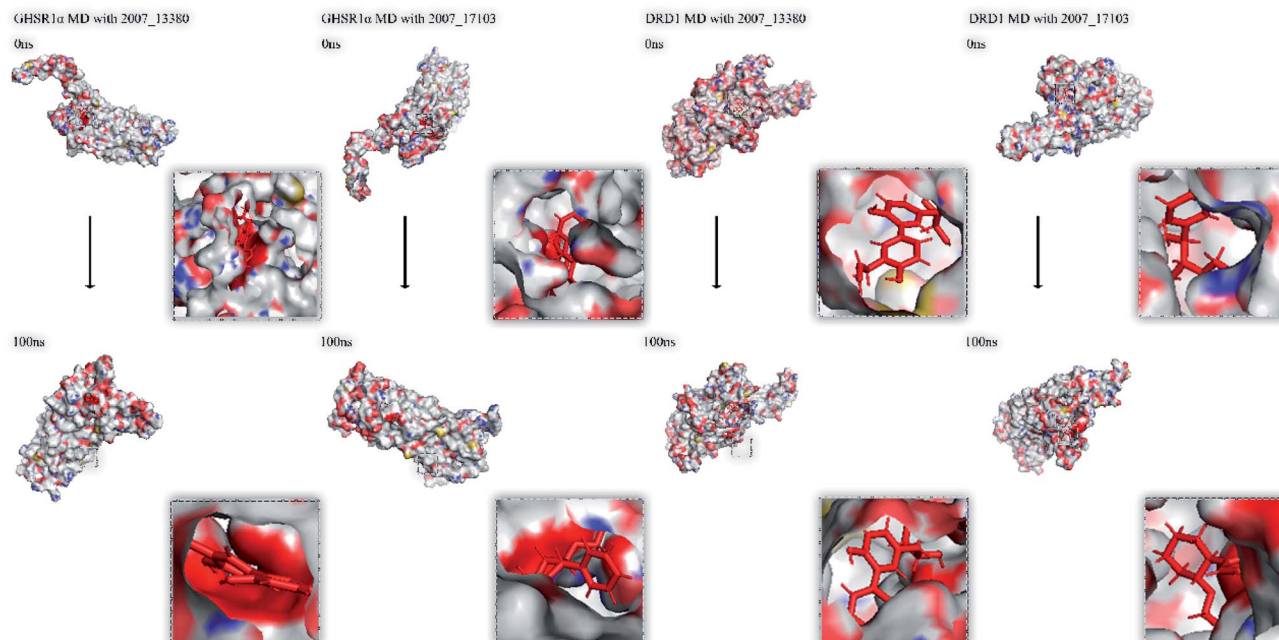 GHSR1α MD with 2007_13380
GHSR1α MD with 2007_17103
DRD1 MD with 2007_13380
DRD1 MD with 2007_17103
0ns
0ns
0ns
0ns
100ns
100ns
100ns
100ns